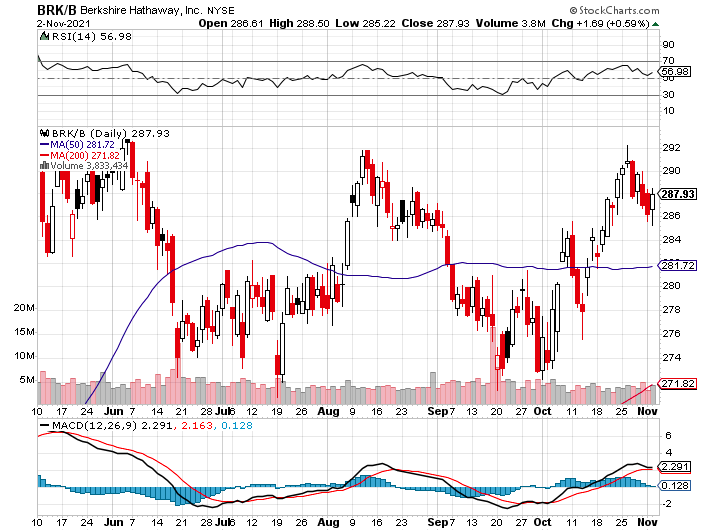 BRK/B Berkshire Hathaway, Inc. NYSE © StockCharts.com
2-Nov-2021 Open 286.61 High 288.50 Low 285.22 Close 287.93 Volume 3.8M Chg +1.69 (+0.59%)
RSI(14) 56.98
90
70
56.98
50
30
10
BRK/B (Daily) 287.93
MA(50) 281.72
MA(200) 271.82
Volume 3,833,434
292
290
287.93
286
284
281.72
280
278
276
274
271.82
20M
15M
10M
5M
10 17 24 Jun 7 14 21 28 Jul 6 12 19 26 Aug 9 16 23 Sep 7 13 20 27 Oct 11 18 25 Nov
MACD(12,26,9) 2.291, 2.163, 0.128
6
4
2.291
0.128
-2
10 17 24 Jun 7 14 21 28 Jul 6 12 19 26 Aug 9 16 23 Sep 7 13 20 27 Oct 11 18 25 Nov